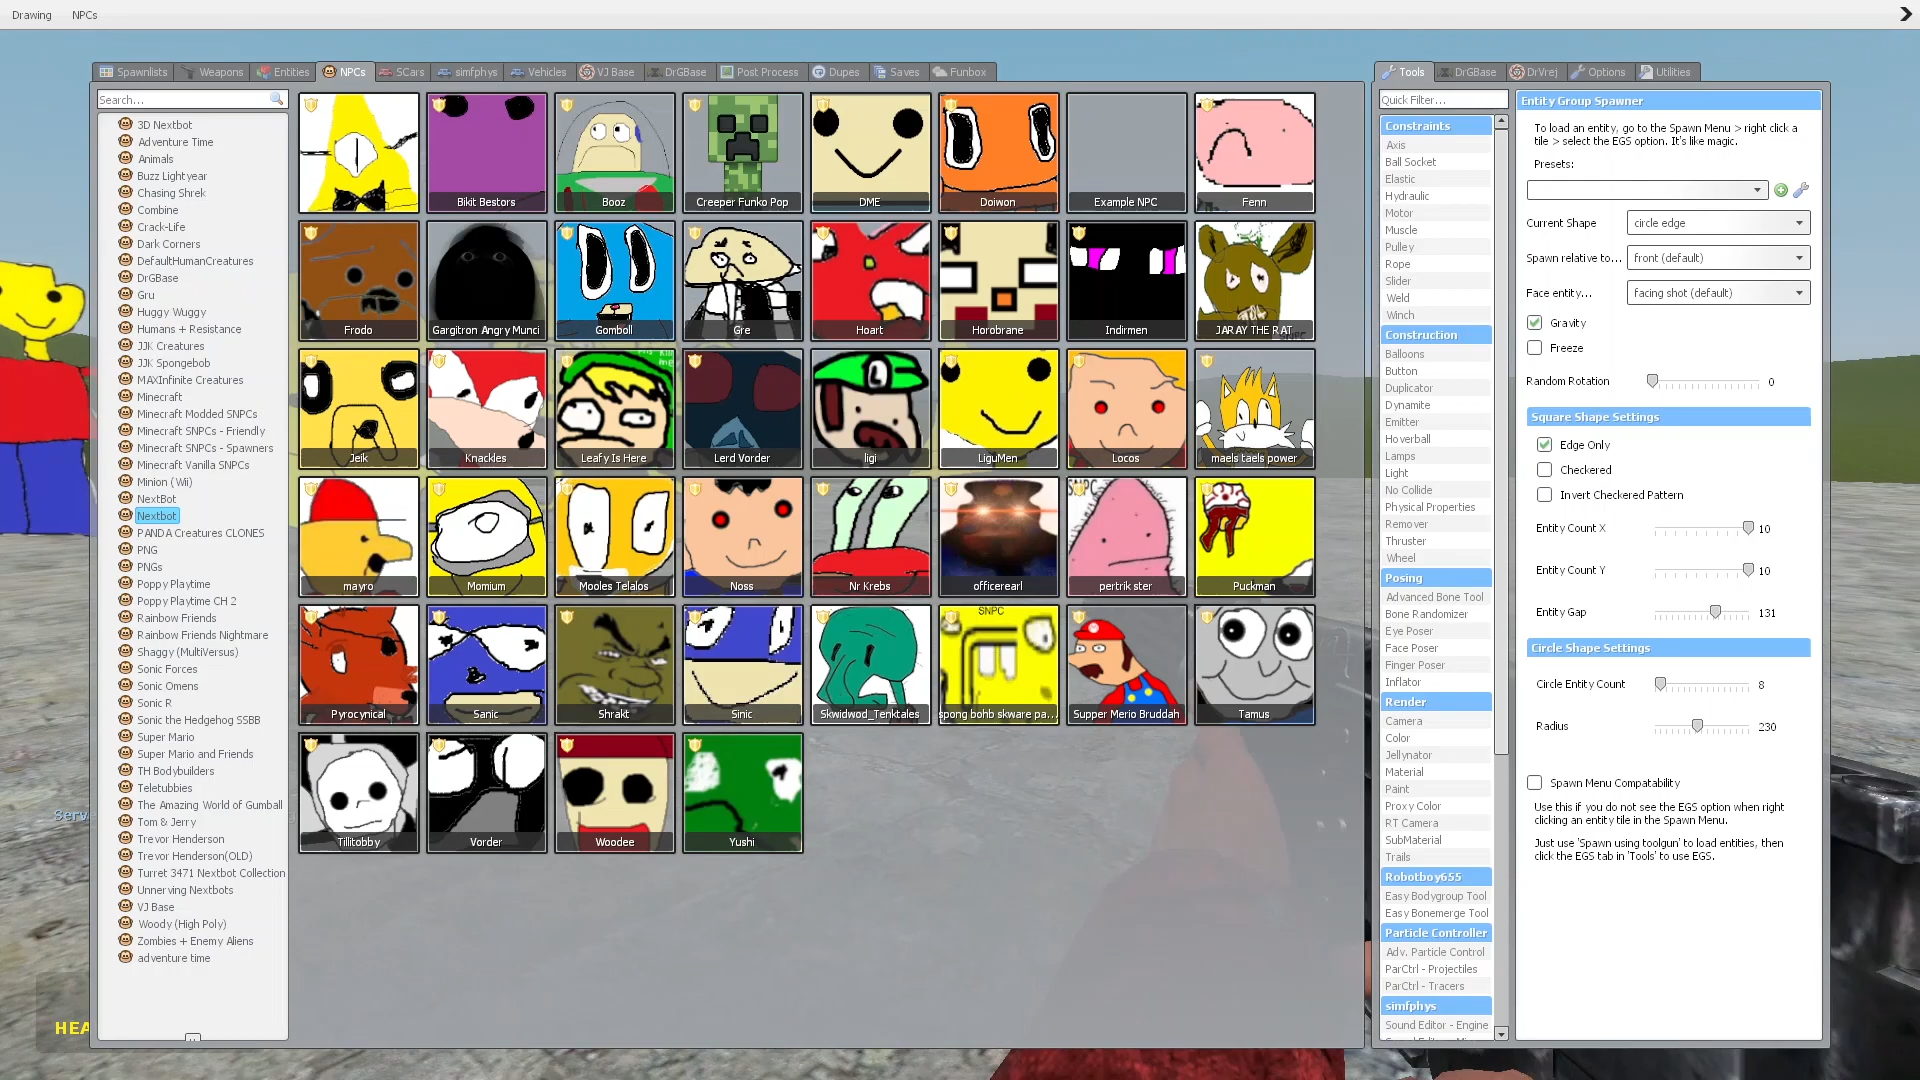 Drawing NPCs
Spawnlists Weapons Entities NPCs SCars simfphys Vehicles VJ Base DrGBase Post Process Dupes Saves Funbox
Search...
3D Nextbot
Adventure Time
Animals
Buzz Lightyear
Chasing Shrek
Combine
Crack-Life
Dark Corners
DefaultHumanCreatures
DrGBase
Gru
Huggy Wuggy
Humans + Resistance
JJK Creatures
JJK Spongebob
MAXInfinite Creatures
Minecraft
Minecraft Modded SNPCs
Minecraft SNPCs - Friendly
Minecraft SNPCs - Spawners
Minecraft Vanilla SNPCs
Minion (Wii)
NextBot
Nextbot
PANDA Creatures CLONES
PNG
PNGs
Poppy Playtime
Poppy Playtime CH 2
Rainbow Friends
Rainbow Friends Nightmare
Shaggy (MultiVersus)
Sonic Forces
Sonic Omens
Sonic R
Sonic the Hedgehog SSBB
Super Mario
Super Mario and Friends
TH Bodybuilders
Teletubbies
The Amazing World of Gumball
Tom & Jerry
Trevor Henderson
Trevor Henderson(OLD)
Turret 3471 Nextbot Collection
Unnerving Nextbots
VJ Base
Woody (High Poly)
Zombies + Enemy Aliens
adventure time
Bikit Bestors
Booz
Creeper Funko Pop
DME
Doiwon
Example NPC
Fenn
Frodo
Gargitron Angry Munci
Gomboll
Gre
Hoart
Horobrane
Indirmen
JARAY THE RAT
Jeik
Knackles
Leafy Is Here
Lerd Vorder
ligi
LiguMen
Locos
maels taels power
mayro
Momium
Mooles Telalos
Noss
Nr Krebs
officerearl
pertrik ster
Puckman
Pyrocynical
Sanic
Shrakt
Sinic
Skwidwod_Tenktales
SNPC
spong bohb skware pa...
Supper Merio Bruddah
Tamus
Tillitobby
Vorder
Woodee
Yushi
Tools DrGBase DrVrej Options Utilities
Quick Filter...
Constraints
Axis
Ball Socket
Elastic
Hydraulic
Motor
Muscle
Pulley
Rope
Slider
Weld
Winch
Construction
Balloons
Button
Duplicator
Dynamite
Emitter
Hoverball
Lamps
Light
No Collide
Physical Properties
Remover
Thruster
Wheel
Posing
Advanced Bone Tool
Bone Randomizer
Eye Poser
Face Poser
Finger Poser
Inflator
Render
Camera
Color
Jellynator
Material
Paint
Proxy Color
RT Camera
SubMaterial
Trails
Robotboy655
Easy Bodygroup Tool
Easy Bonemerge Tool
Particle Controller
Adv. Particle Control
ParCtrl - Projectiles
ParCtrl - Tracers
simfphys
Sound Editor - Engine
Entity Group Spawner
To load an entity, go to the Spawn Menu > right click a
tile > select the EGS option. It's like magic.
Presets:
Current Shape circle edge
Spawn relative to... front (default)
Face entity... facing shot (default)
Gravity
Freeze
Random Rotation 0
Square Shape Settings
Edge Only
Checkered
Invert Checkered Pattern
Entity Count X 10
Entity Count Y 10
Entity Gap 131
Circle Shape Settings
Circle Entity Count 8
Radius 230
Spawn Menu Compatability
Use this if you do not see the EGS option when right
clicking an entity tile in the Spawn Menu.
Just use 'Spawn using toolgun' to load entities, then
click the EGS tab in 'Tools' to use EGS.
Serv
HEA